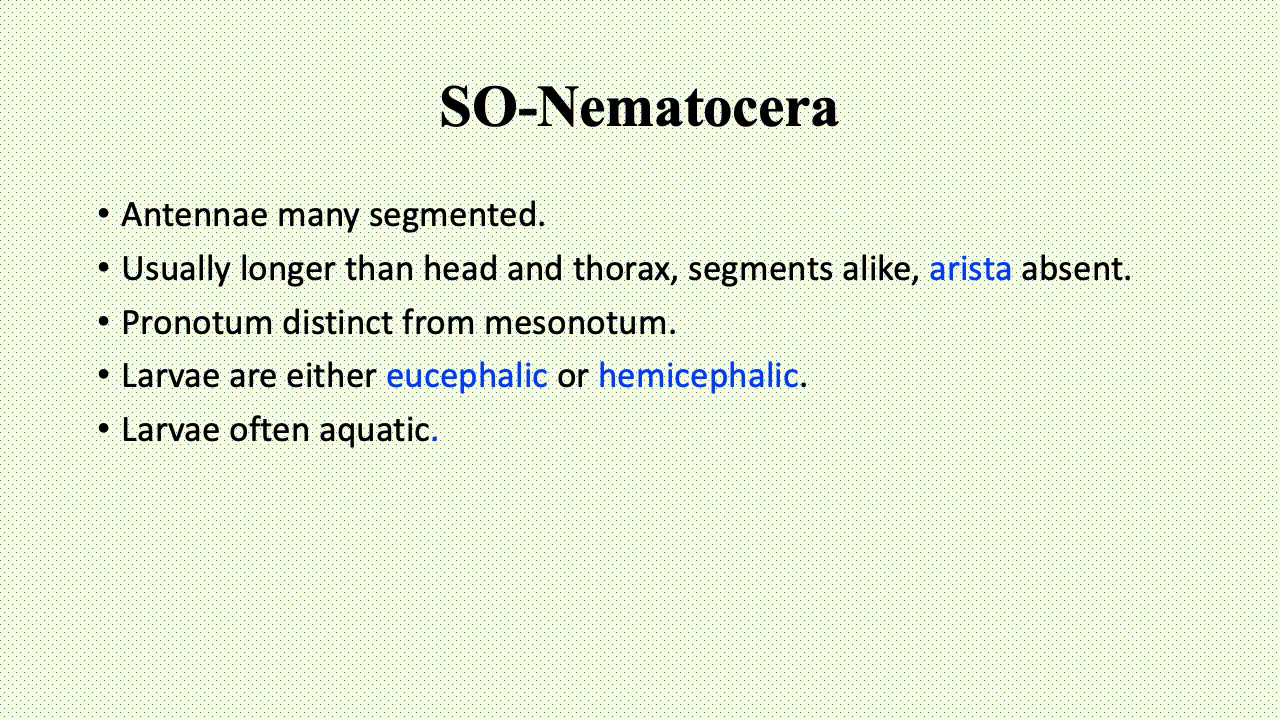 SO-Nematocera
• Antennae many segmented.
• Usually longer than head and thorax, segments alike, arista absent.
• Pronotum distinct from mesonotum.
• Larvae are either eucephalic or hemicephalic.
• Larvae often aquatic.